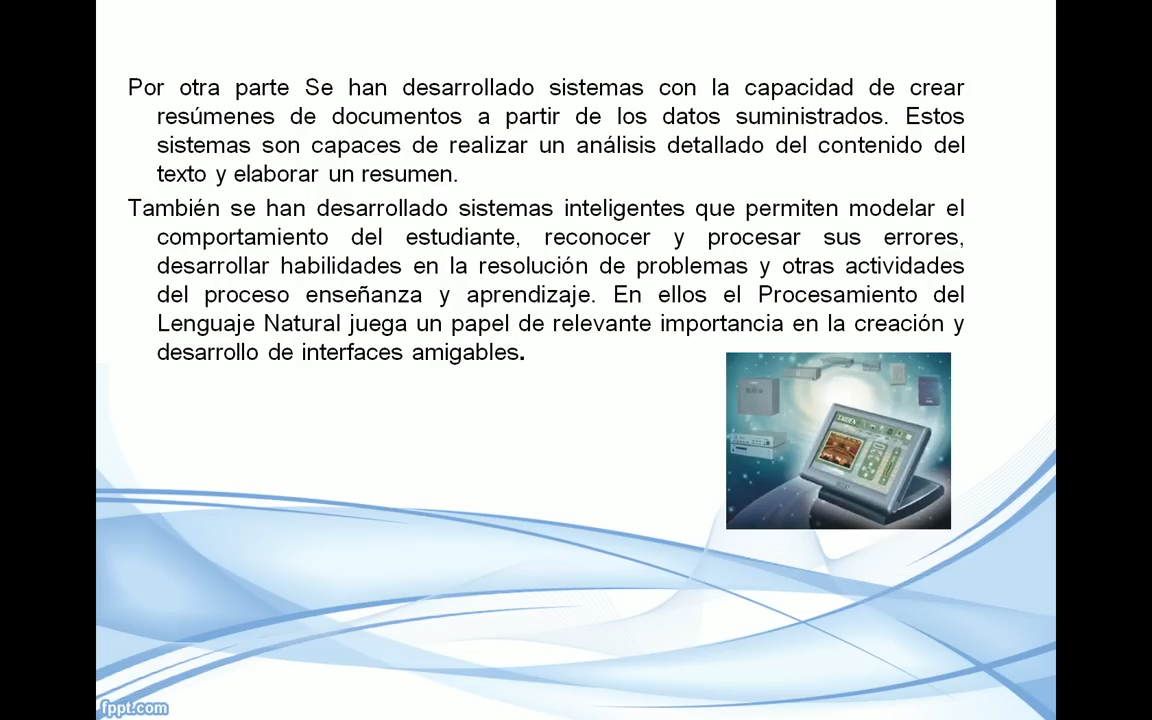 Por otra parte Se han desarrollado sistemas con la capacidad de crear
resúmenes de documentos a partir de los datos suministrados. Estos
sistemas son capaces de realizar un análisis detallado del contenido del
texto y elaborar un resumen.
También se han desarrollado sistemas inteligentes que permiten modelar el
comportamiento del estudiante, reconocer y procesar sus errores,
desarrollar habilidades en la resolución de problemas y otras actividades
del proceso enseñanza y aprendizaje. En ellos el Procesamiento del
Lenguaje Natural juega un papel de relevante importancia en la creación y
desarrollo de interfaces amigables.
fppt.com